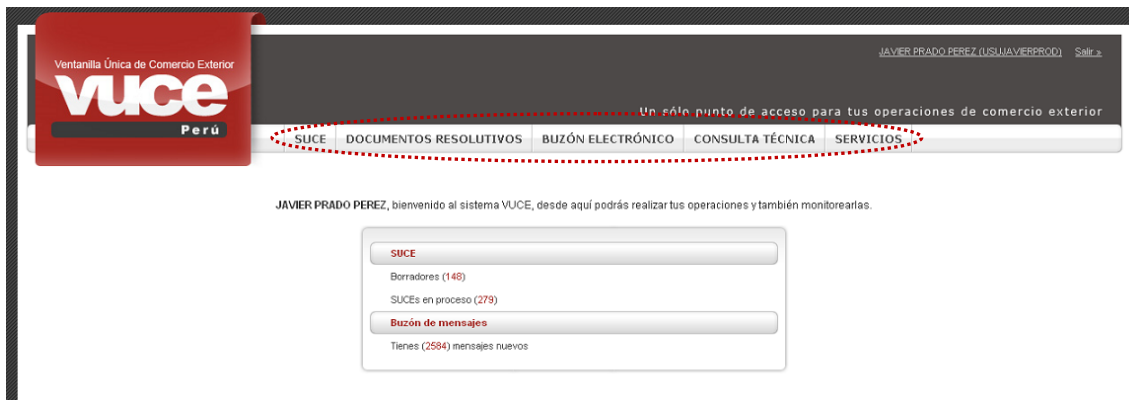 JAVIER PRADO PEREZ (USUJAVIERPROD) Salir »
Ventanilla Única de Comercio Exterior
vuce
Perú
Un sólo punto de acceso para tus operaciones de comercio exterior
SUCE DOCUMENTOS RESOLUTIVOS BUZÓN ELECTRÓNICO CONSULTA TÉCNICA SERVICIOS
JAVIER PRADO PEREZ, bienvenido al sistema VUCE, desde aquí podrás realizar tus operaciones y también monitorearlas.
SUCE
Borradores (148)
SUCEs en proceso (279)
Buzón de mensajes
Tienes (2584) mensajes nuevos